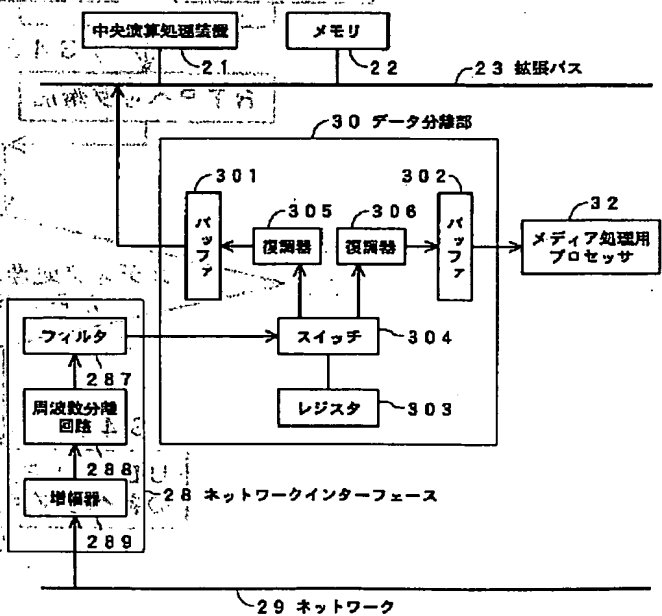 中央演算処理装置
21
メモリ
22
23 拡張バス
30 データ分離部
301
302
バッファ
305
復調器
306
復調器
バッファ
32
メディア処理用
プロセッサ
フィルタ
287
スイッチ
304
周波数分離
回路
288
レジスタ
303
増幅器
289
28 ネットワークインターフェース
29 ネットワーク